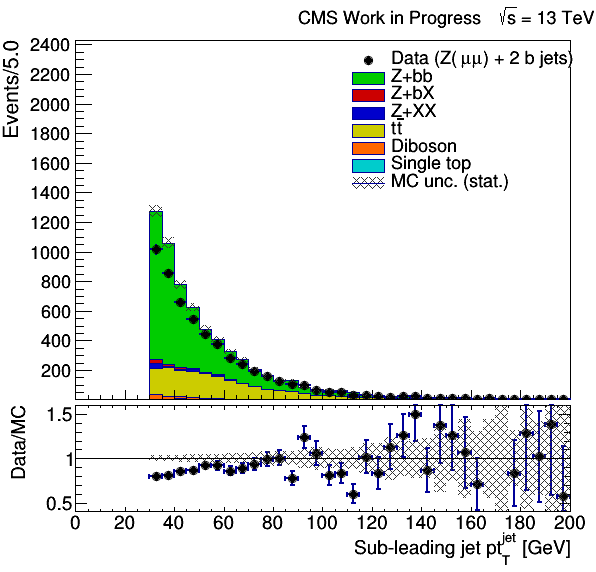 CMS Work in Progress √s = 13 TeV
Events/5.0
2400
2200
2000
1800
1600
1400
1200
1000
800
600
400
200
Data (Z(μμ) + 2 b jets)
Z+bb
Z+bX
Z+XX
tt̄
Diboson
Single top
MC unc. (stat.)
Data/MC
1.5
1
0.5
0 20 40 60 80 100 120 140 160 180 200
Sub-leading jet pt_T^jet [GeV]